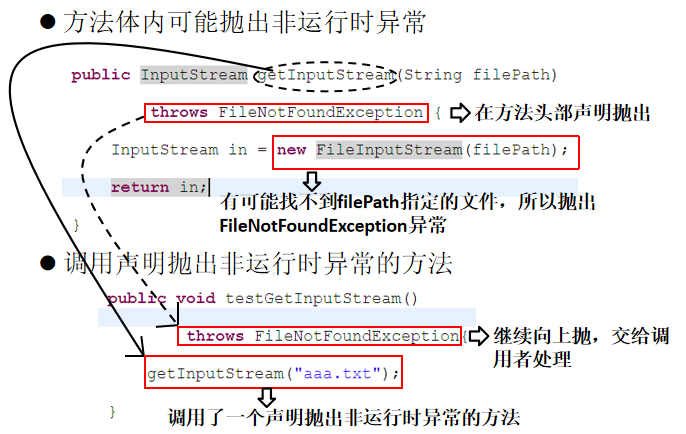 ● 方法体内可能抛出非运行时异常
public InputStream getInputStream(String filePath)
throws FileNotFoundException {
在方法头部声明抛出
InputStream in = new FileInputStream(filePath);
return in;
有可能找不到filePath指定的文件，所以抛出
FileNotFoundException异常
}
● 调用声明抛出非运行时异常的方法
public void testGetInputStream()
throws FileNotFoundException{
继续向上抛，交给调
用者处理
getInputStream("aaa.txt");
调用了一个声明抛出非运行时异常的方法
}